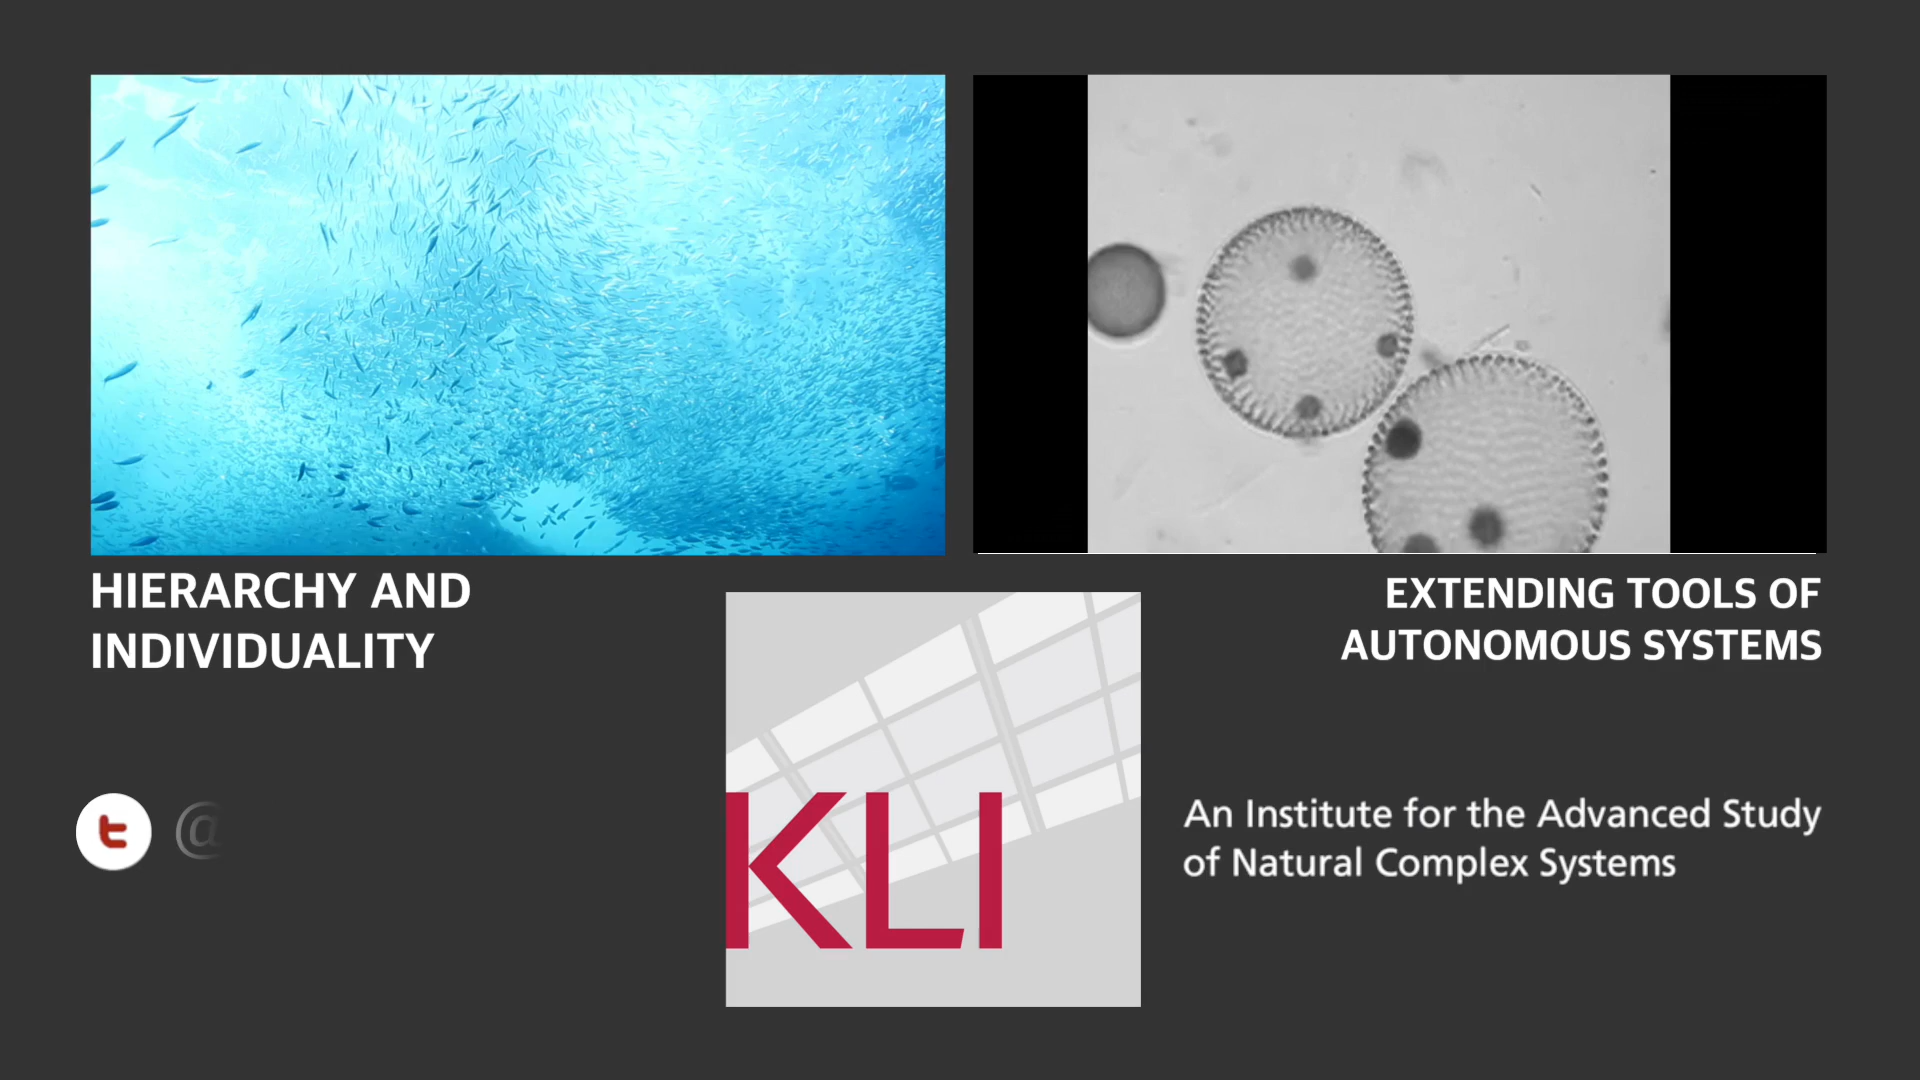 HIERARCHY AND
INDIVIDUALITY
EXTENDING TOOLS OF
AUTONOMOUS SYSTEMS
t @
KLI
An Institute for the Advanced Study
of Natural Complex Systems